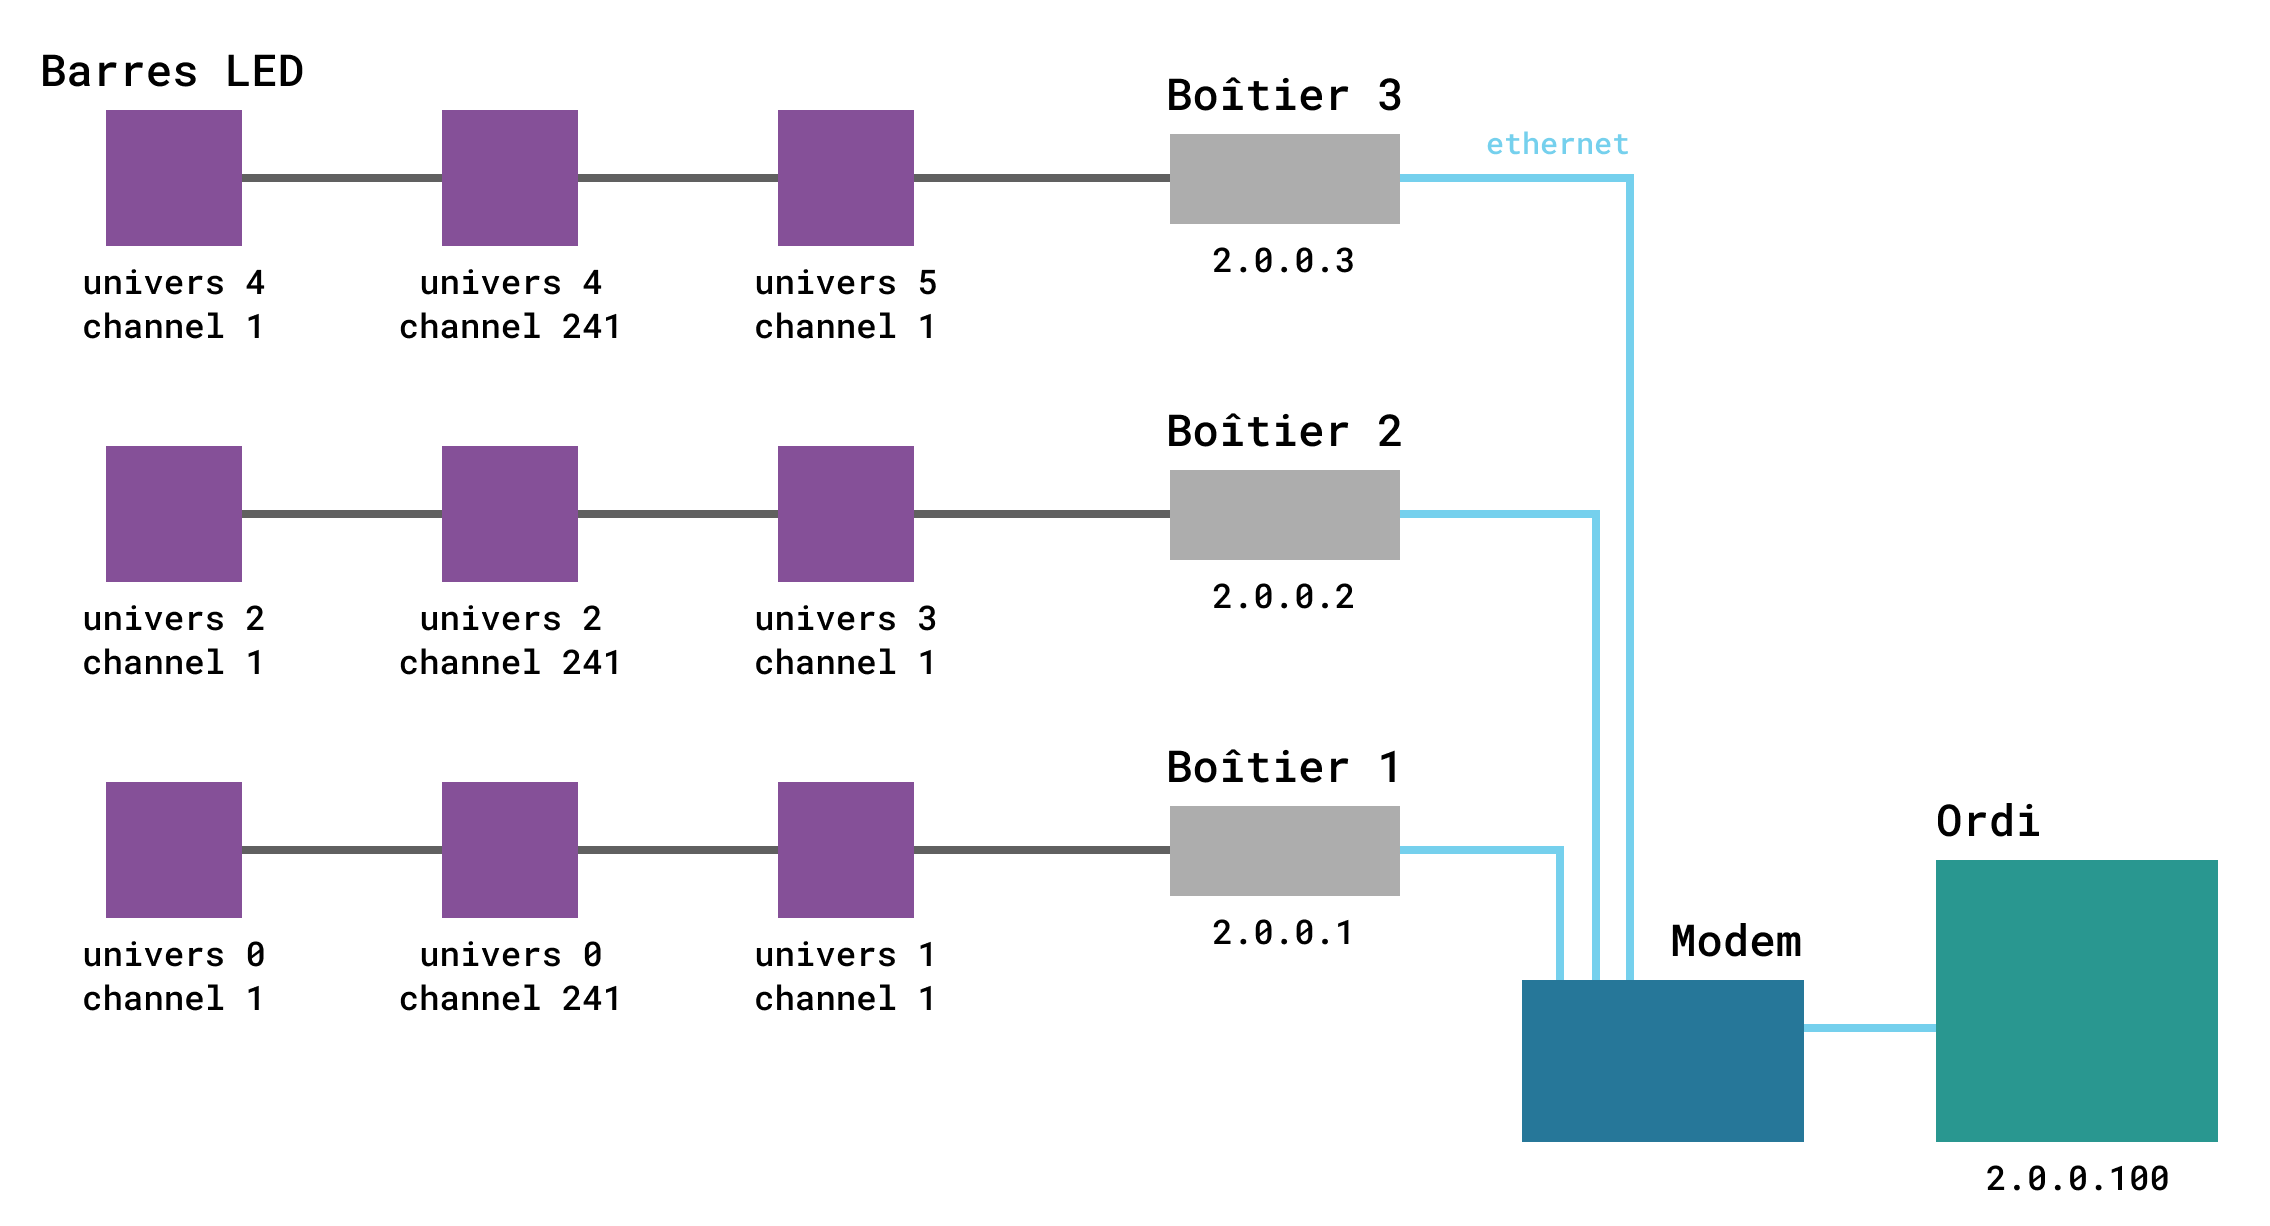 Barres LED
Boîtier 3
ethernet
2.0.0.3
univers 4
channel 1
univers 4
channel 241
univers 5
channel 1
Boîtier 2
2.0.0.2
univers 2
channel 1
univers 2
channel 241
univers 3
channel 1
Boîtier 1
2.0.0.1
univers 0
channel 1
univers 0
channel 241
univers 1
channel 1
Ordi
Modem
2.0.0.100